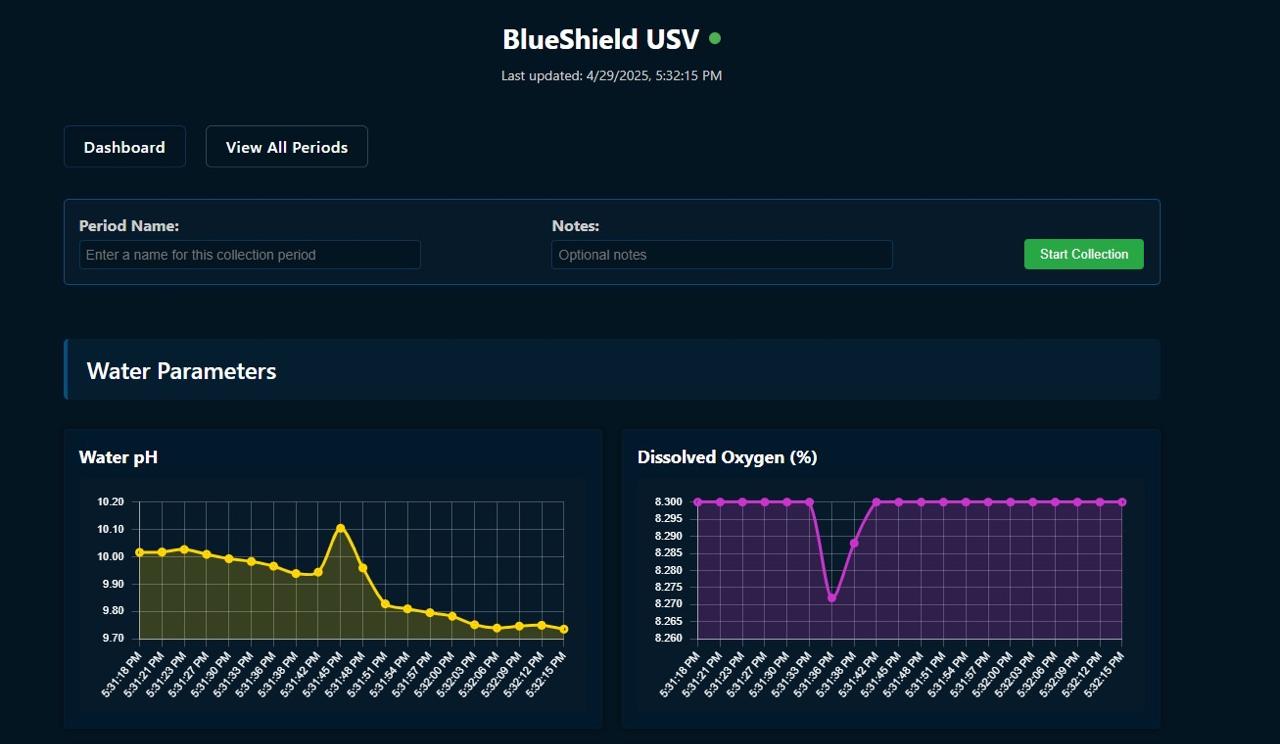 BlueShield USV
Last updated: 4/29/2025, 5:32:15 PM
Dashboard
View All Periods
Period Name:
Notes:
Enter a name for this collection period
Optional notes
Start Collection
Water Parameters
Water pH
10.20
10.10
10.00
9.90
9.80
9.70
5:31:18 PM
5:31:21 PM
5:31:23 PM
5:31:27 PM
5:31:30 PM
5:31:33 PM
5:31:36 PM
5:31:38 PM
5:31:42 PM
5:31:45 PM
5:31:48 PM
5:31:51 PM
5:31:54 PM
5:31:57 PM
5:32:00 PM
5:32:03 PM
5:32:06 PM
5:32:09 PM
5:32:12 PM
5:32:15 PM
Dissolved Oxygen (%)
8.300
8.295
8.290
8.285
8.280
8.275
8.270
8.265
8.260
5:31:18 PM
5:31:21 PM
5:31:23 PM
5:31:27 PM
5:31:30 PM
5:31:33 PM
5:31:36 PM
5:31:38 PM
5:31:42 PM
5:31:45 PM
5:31:48 PM
5:31:51 PM
5:31:54 PM
5:31:57 PM
5:32:00 PM
5:32:03 PM
5:32:06 PM
5:32:09 PM
5:32:12 PM
5:32:15 PM